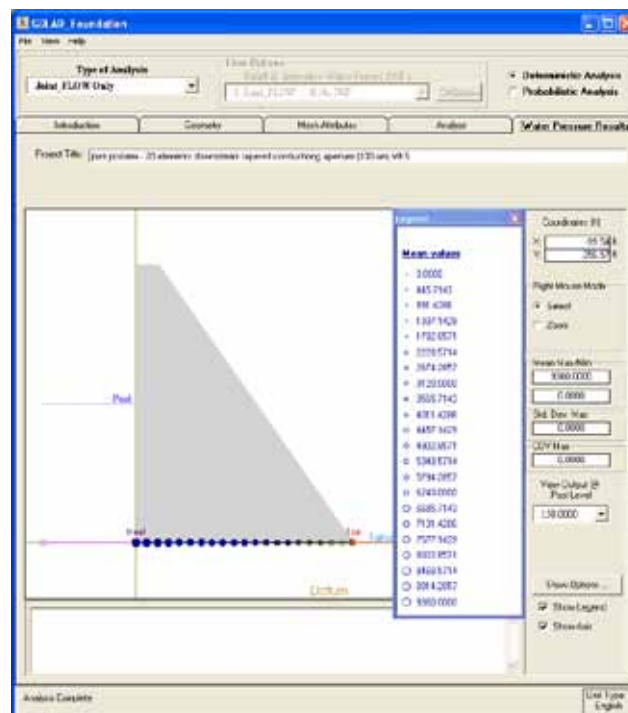 GDLAD_Foundation
File View Help
Type of Analysis
Joint_FLOW Only
Deterministic Analysis
Probabilistic Analysis
Introduction
Geometry
Mesh/Attributes
Analysis
Water Pressure Results
Project Title:
Legend
Mean values
0.0000
445.7143
891.4286
1337.1429
1782.8571
2228.5714
2674.2857
3120.0000
3565.7143
4011.4286
4457.1429
4902.8571
5348.5714
5794.2857
6240.0000
6685.7143
7131.4286
7577.1429
8022.8571
8468.5714
8914.2857
9360.0000
Pool
Heel
Toe
Datum
Coordinates (ft)
X:
Y:
Right Mouse Mode
Select
Zoom
Mean Max/Min
9360.0000
0.0000
Std. Dev. Max
0.0000
COV Max
0.0000
View Output @
Pool Level
150.0000
Show Options ...
Show Legend
Show Axis
Analysis Complete
Unit Type
English